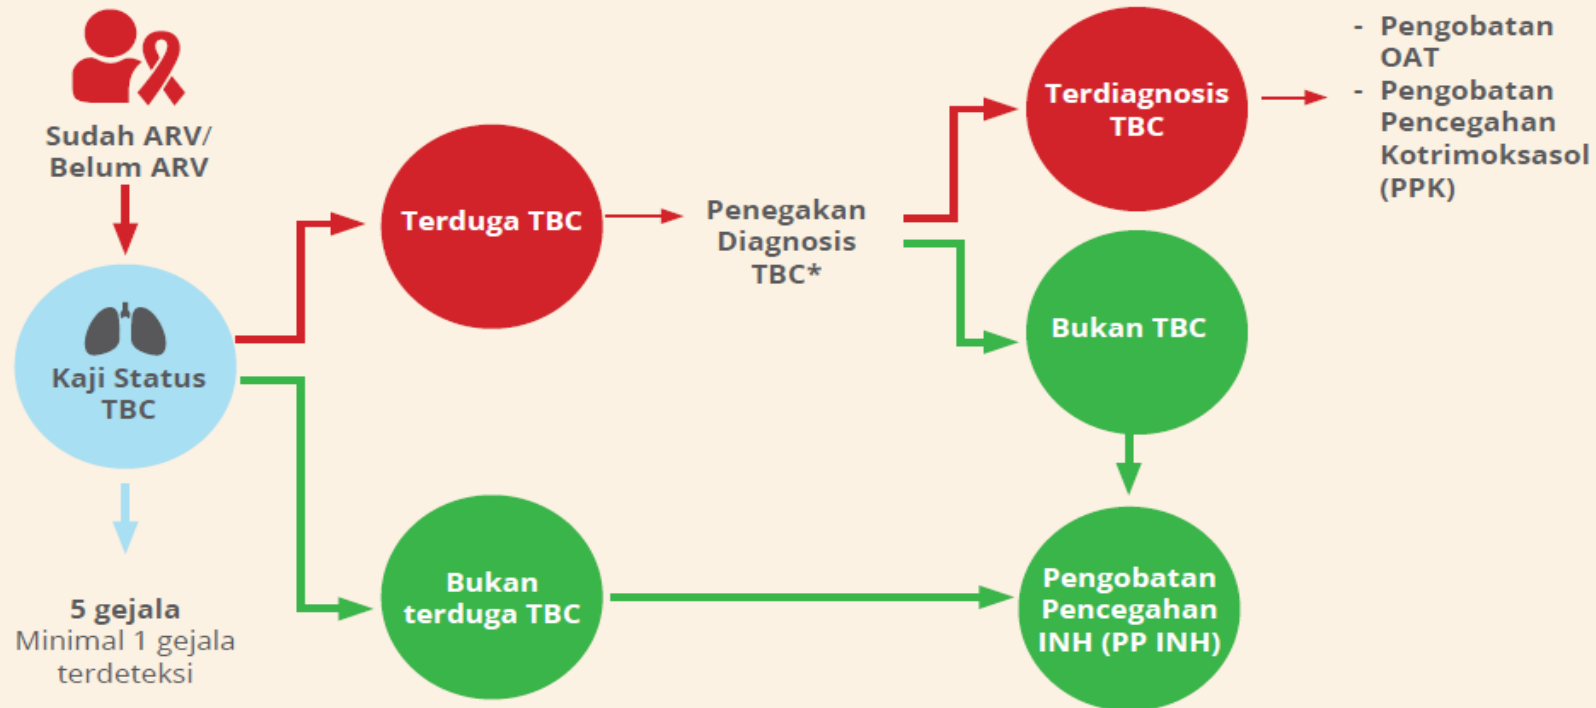 Sudah ARV/
Belum ARV
Kaji Status
TBC
5 gejala
Minimal 1 gejala
terdeteksi
Terduga TBC
Bukan
terduga TBC
Penegakan
Diagnosis
TBC*
Terdiagnosis
TBC
- Pengobatan
OAT
- Pengobatan
Pencegahan
Kotrimoksasol
(PPK)
Bukan TBC
Pengobatan
Pencegahan
INH (PP INH)